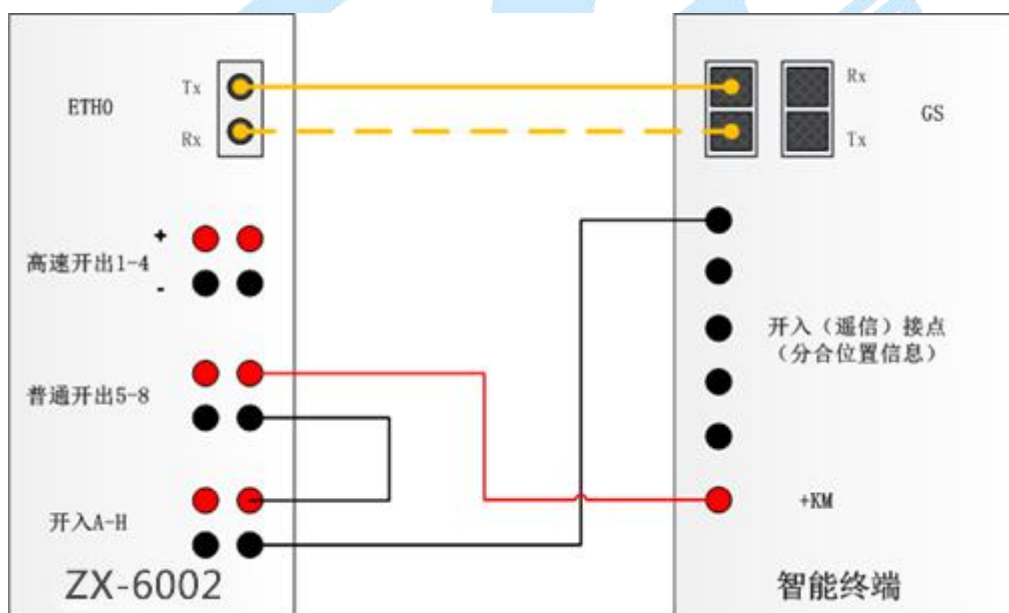 Tx
ETH0
Rx
Rx
GS
Tx
+
高速开出1-4
-
普通开出5-8
开入A-H
ZX-6002
开入（遥信）接点
（分合位置信息）
+KM
智能终端